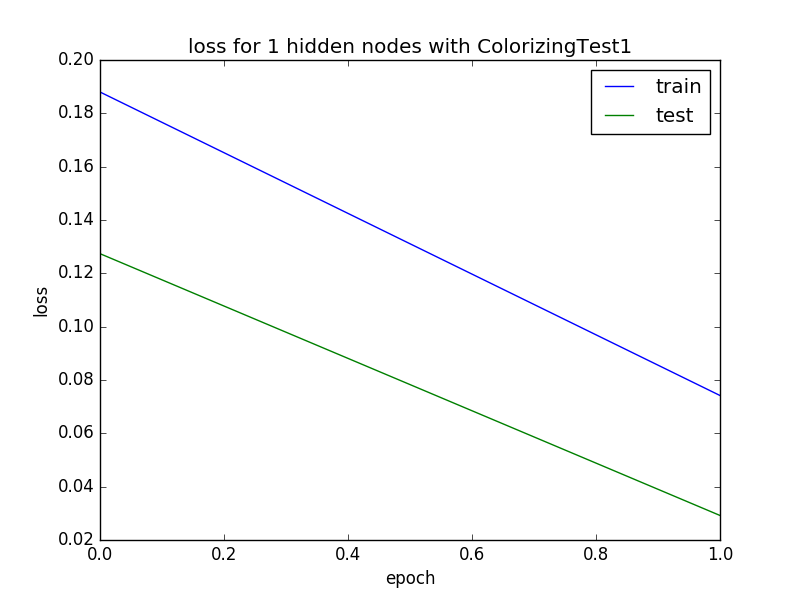 loss for 1 hidden nodes with ColorizingTest1
train
test
0.20
0.18
0.16
0.14
0.12
0.10
0.08
0.06
0.04
0.02
loss
0.0 0.2 0.4 0.6 0.8 1.0
epoch